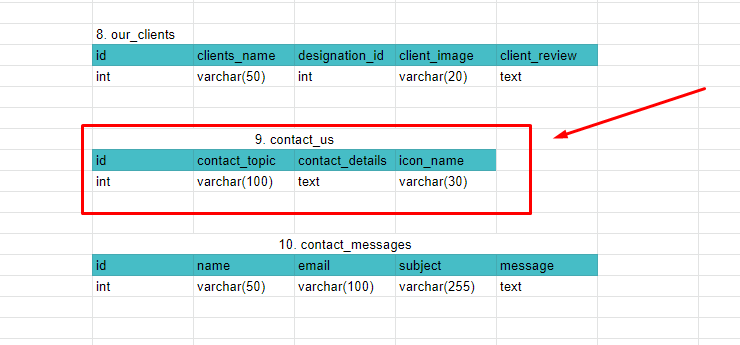 8. our_clients
id clients_name designation_id client_image client_review
int varchar(50) int varchar(20) text
9. contact_us
id contact_topic contact_details icon_name
int varchar(100) text varchar(30)
10. contact_messages
id name email subject message
int varchar(50) varchar(100) varchar(255) text